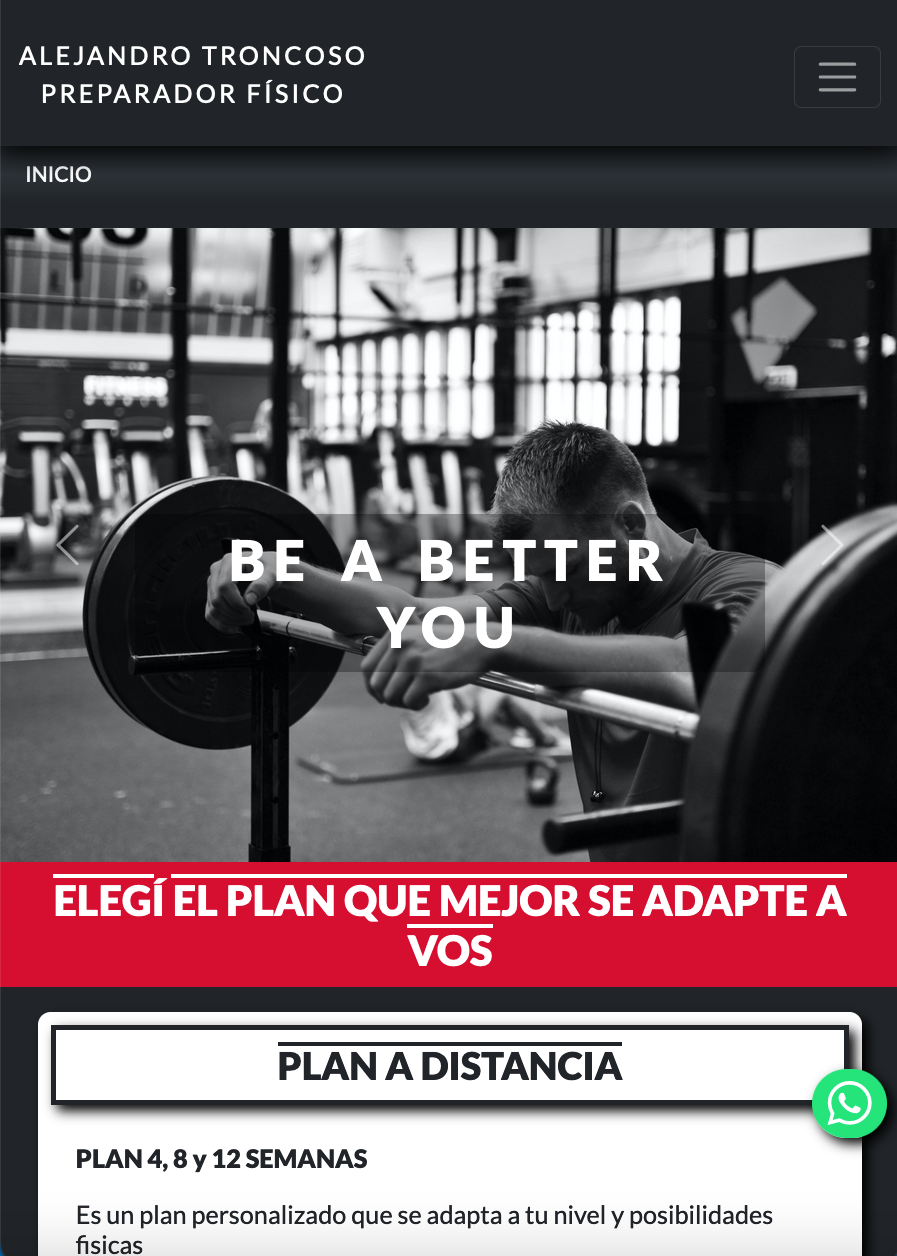 ALEJANDRO TRONCOSO
PREPARADOR FÍSICO
INICIO
FITNESS
BE A BETTER
YOU
ELEGÍ EL PLAN QUE MEJOR SE ADAPTE A
VOS
PLAN A DISTANCIA
PLAN 4, 8 y 12 SEMANAS
Es un plan personalizado que se adapta a tu nivel y posibilidades
fisicas